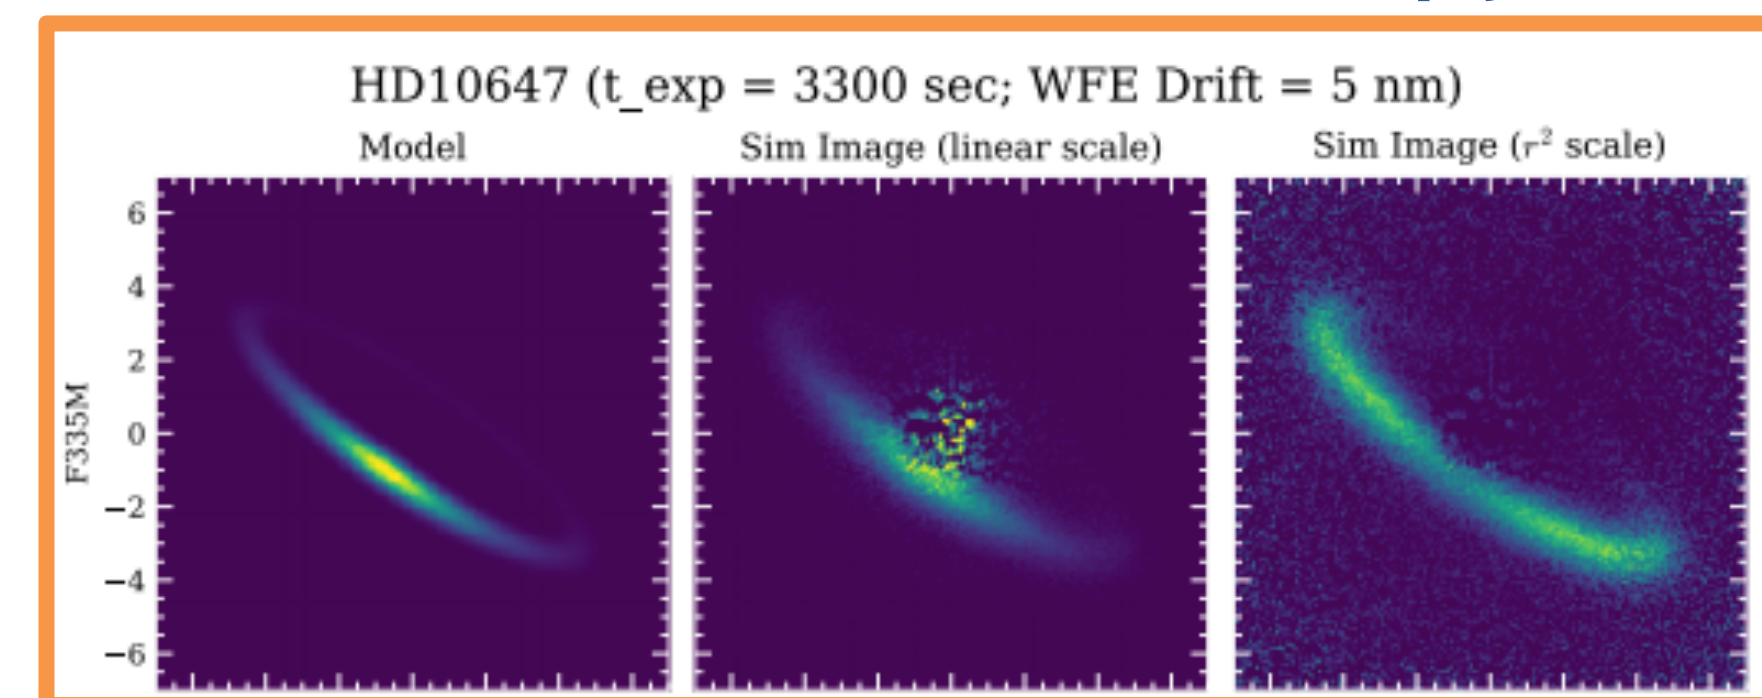 HD10647 (t_exp = 3300 sec; WFE Drift = 5 nm)
Model
Sim Image (linear scale)
Sim Image (r² scale)
F335M
6
4
2
0
−2
−4
−6